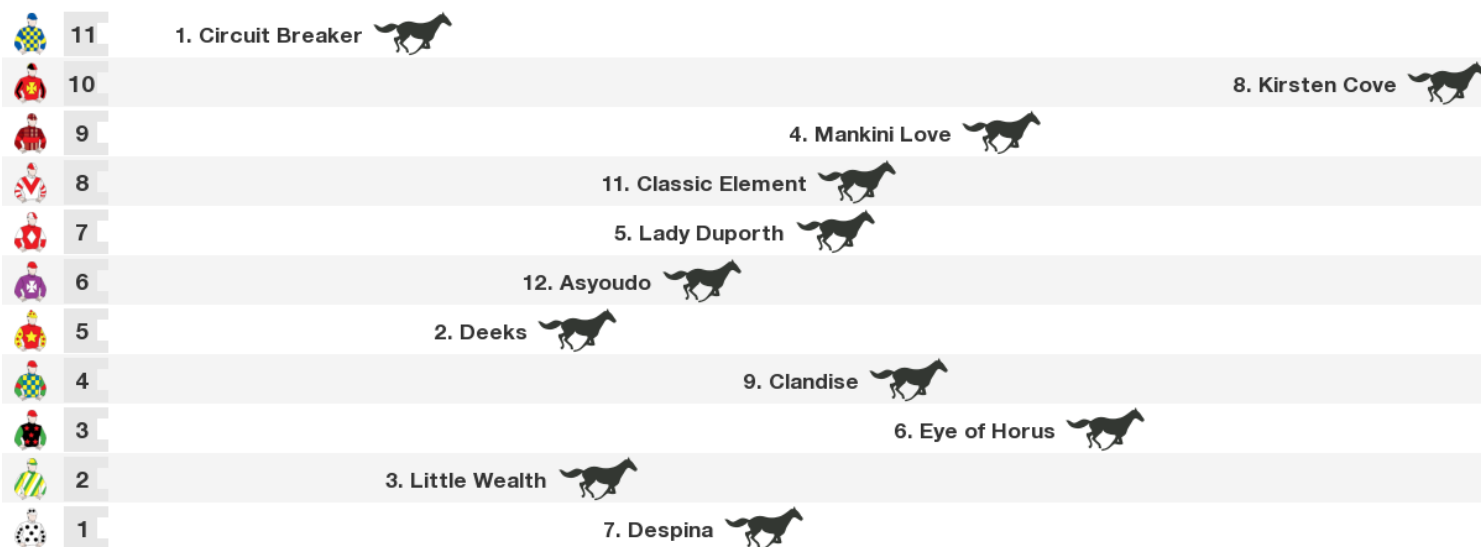 11 1. Circuit Breaker
10 8. Kirsten Cove
9 4. Mankini Love
8 11. Classic Element
7 5. Lady Duporth
6 12. Asyoudo
5 2. Deeks
4 9. Clandise
3 6. Eye of Horus
2 3. Little Wealth
1 7. Despina